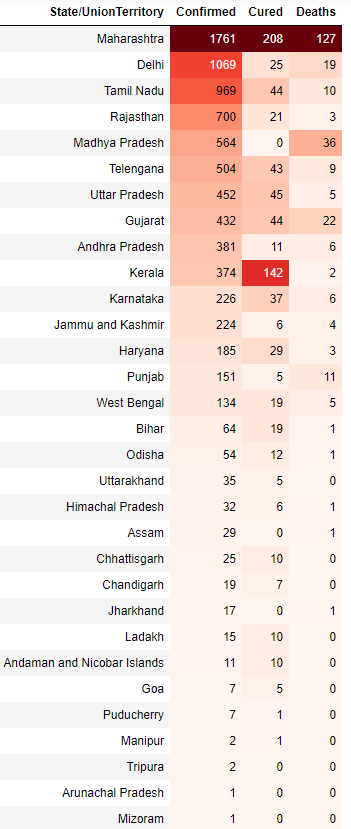 State/UnionTerritory Confirmed Cured Deaths
Maharashtra 1761 208 127
Delhi 1069 25 19
Tamil Nadu 969 44 10
Rajasthan 700 21 3
Madhya Pradesh 564 0 36
Telengana 504 43 9
Uttar Pradesh 452 45 5
Gujarat 432 44 22
Andhra Pradesh 381 11 6
Kerala 374 142 2
Karnataka 226 37 6
Jammu and Kashmir 224 6 4
Haryana 185 29 3
Punjab 151 5 11
West Bengal 134 19 5
Bihar 64 19 1
Odisha 54 12 1
Uttarakhand 35 5 0
Himachal Pradesh 32 6 1
Assam 29 0 1
Chhattisgarh 25 10 0
Chandigarh 19 7 0
Jharkhand 17 0 1
Ladakh 15 10 0
Andaman and Nicobar Islands 11 10 0
Goa 7 5 0
Puducherry 7 1 0
Manipur 2 1 0
Tripura 2 0 0
Arunachal Pradesh 1 0 0
Mizoram 1 0 0